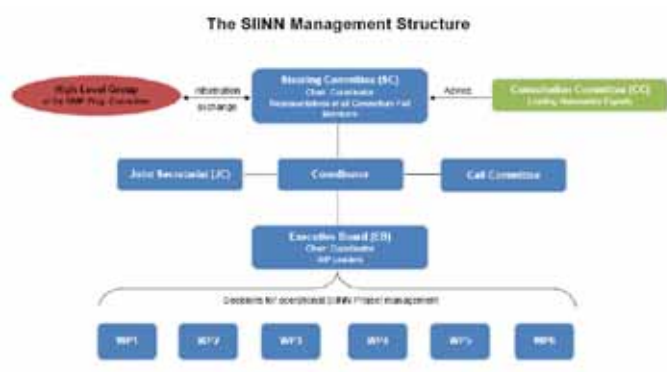 The SIINN Management Structure
High Level Group
of the NMP Prog. Committee
Information
exchange
Steering Committee (SC)
Chair: Coordinator
Representatives of all Consortium Full
Members
Advice
Consultation Committee (CC)
Leading Nanosafety Experts
Joint Secretariat (JC)
Coordinator
Call Committee
Executive Board (EB)
Chair: Coordinator
WP Leaders
Decisions for operational SIINN Project management
WP1
WP2
WP3
WP4
WP5
WP6